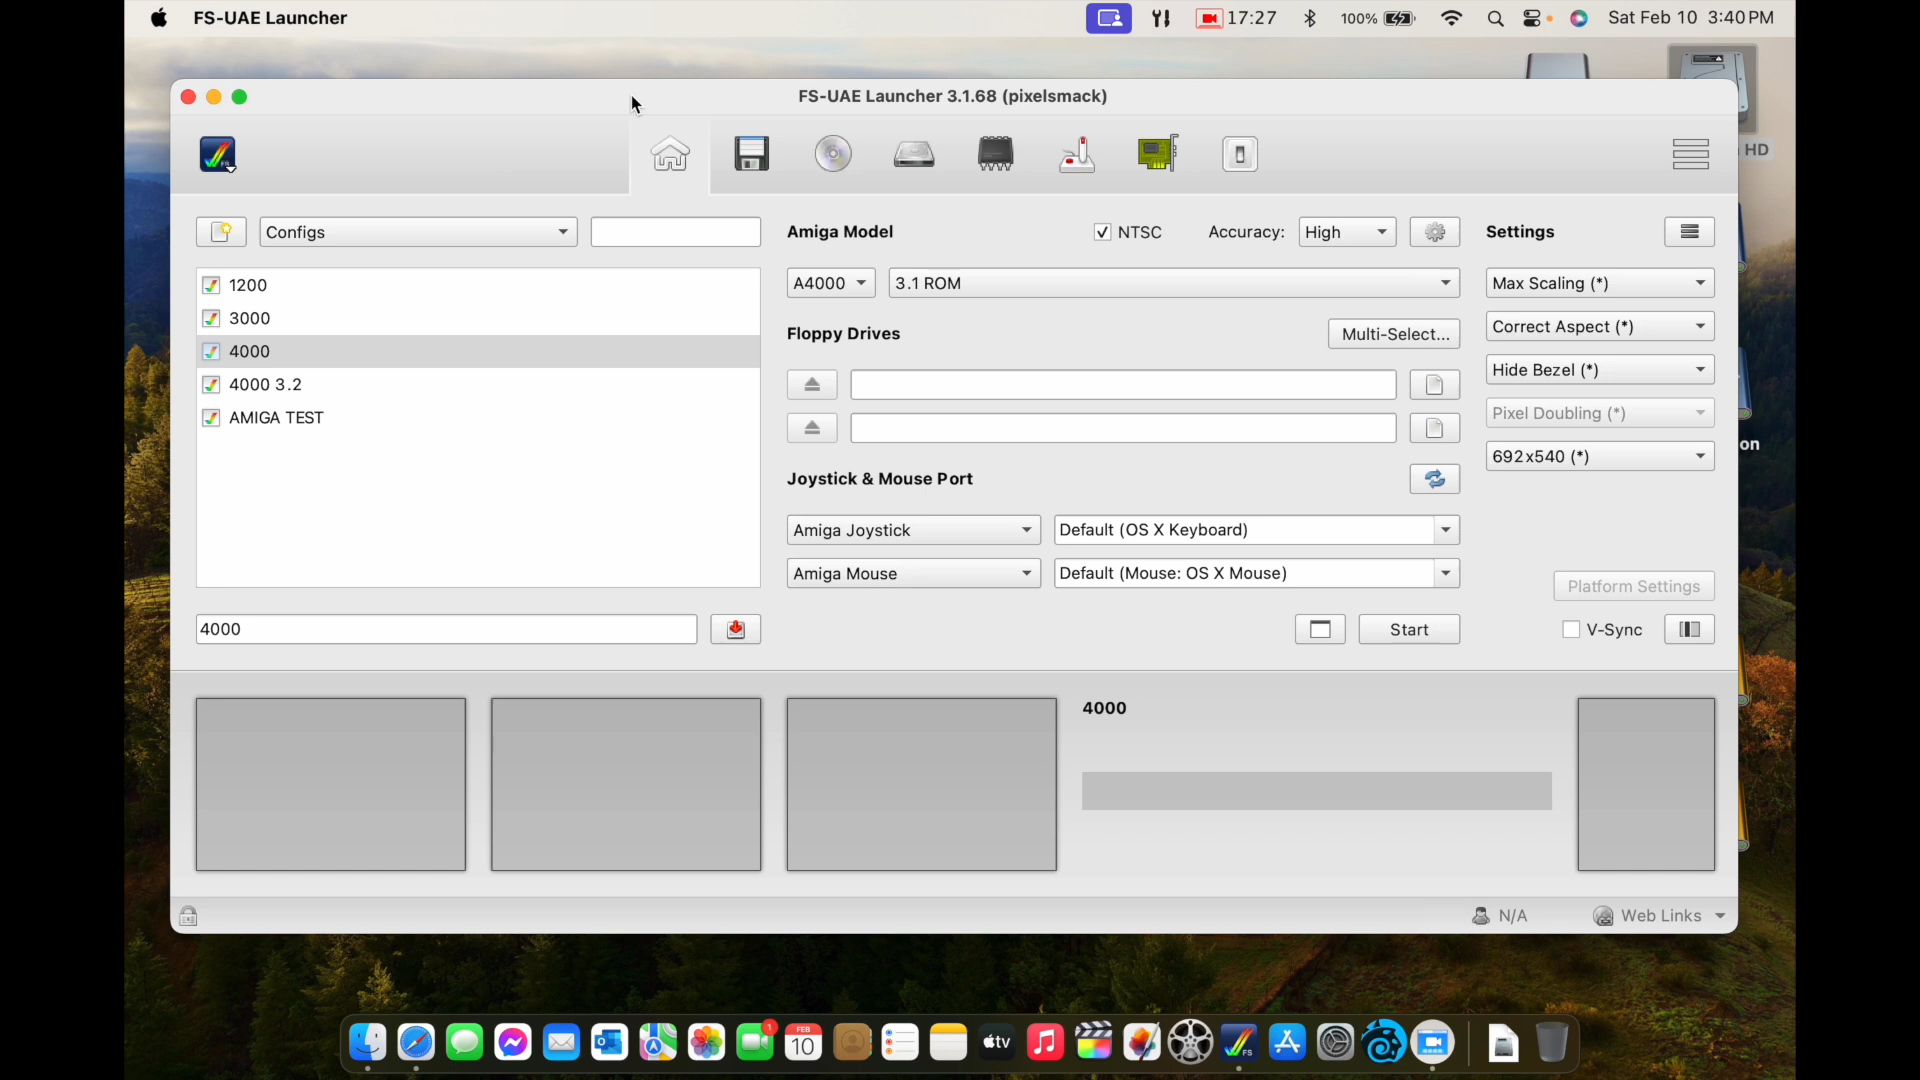 FS-UAE Launcher
17:27
100%
Sat Feb 10 3:40 PM
FS-UAE Launcher 3.1.68 (pixelsmack)
FS
HD
Configs
Amiga Model
NTSC
Accuracy:
High
Settings
1200
3000
4000
4000 3.2
AMIGA TEST
A4000
3.1 ROM
Max Scaling (*)
Floppy Drives
Multi-Select...
Correct Aspect (*)
Hide Bezel (*)
Pixel Doubling (*)
on
692x540 (*)
Joystick & Mouse Port
Amiga Joystick
Default (OS X Keyboard)
Amiga Mouse
Default (Mouse: OS X Mouse)
Platform Settings
4000
Start
V-Sync
4000
N/A
Web Links
1
FEB
10
tv
FS